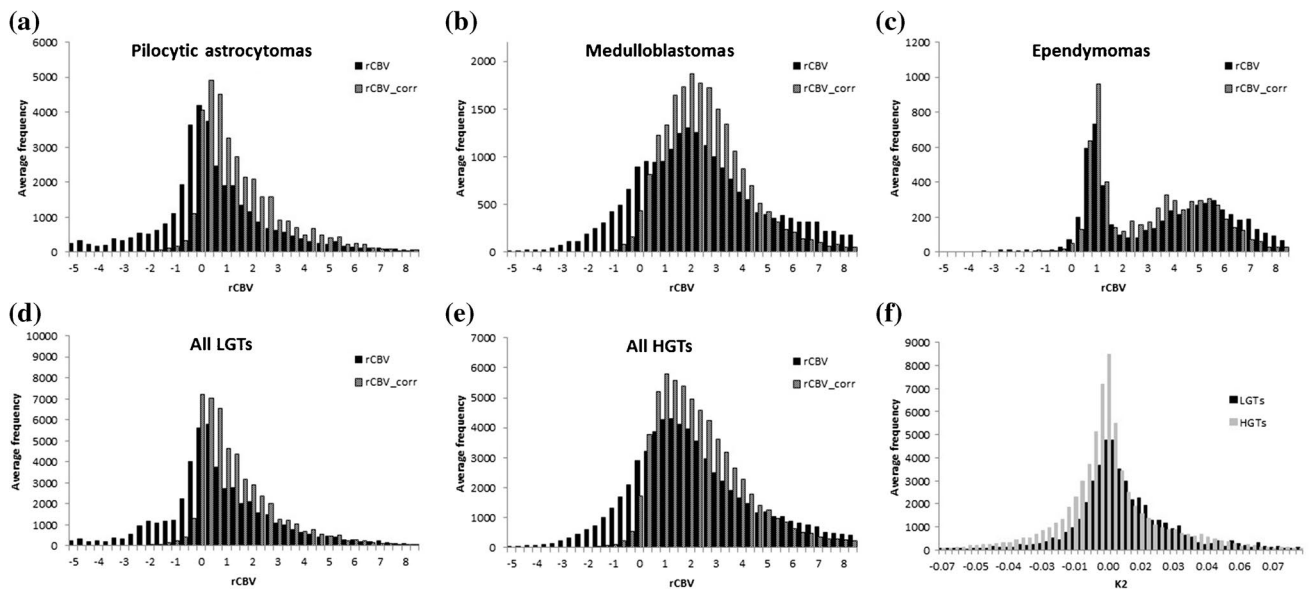 (a)
Pilocytic astrocytomas
6000
5000
4000
3000
2000
1000
0
Average frequency
rCBV
rCBV_corr
-5 -4 -3 -2 -1 0 1 2 3 4 5 6 7 8
rCBV
(b)
Medulloblastomas
2000
1500
1000
500
0
Average frequency
rCBV
rCBV_corr
-5 -4 -3 -2 -1 0 1 2 3 4 5 6 7 8
rCBV
(c)
Ependymomas
1200
1000
800
600
400
200
0
Average frequency
rCBV
rCBV_corr
-5 -4 -3 -2 -1 0 1 2 3 4 5 6 7 8
rCBV
(d)
All LGTs
10000
9000
8000
7000
6000
5000
4000
3000
2000
1000
0
Average frequency
rCBV
rCBV_corr
-5 -4 -3 -2 -1 0 1 2 3 4 5 6 7 8
rCBV
(e)
All HGTs
7000
6000
5000
4000
3000
2000
1000
0
Average frequency
rCBV
rCBV_corr
-5 -4 -3 -2 -1 0 1 2 3 4 5 6 7 8
rCBV
(f)
9000
8000
7000
6000
5000
4000
3000
2000
1000
0
Average frequency
LGTs
HGTs
-0.07 -0.05 -0.04 -0.03 -0.01 0.00 0.02 0.03 0.04 0.06 0.07
K2